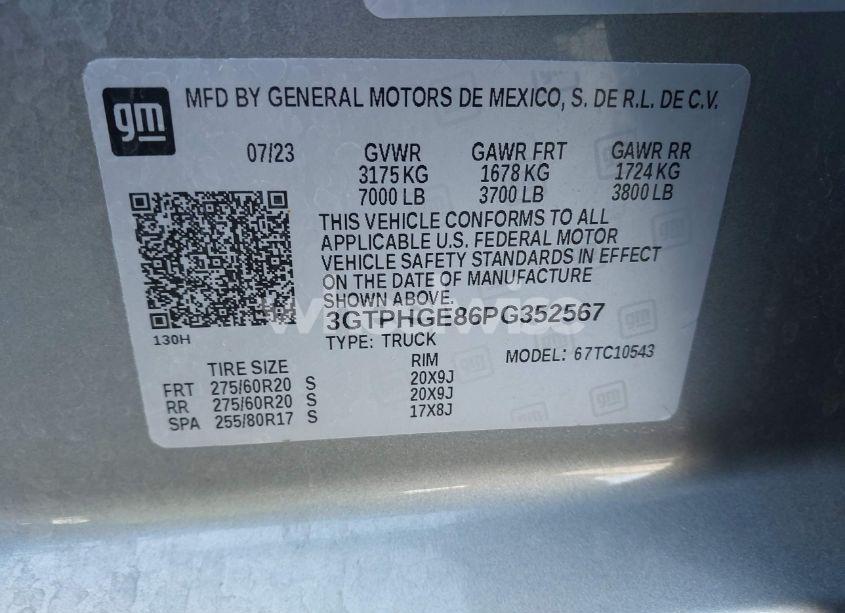 gm
MFD BY GENERAL MOTORS DE MEXICO, S. DE R.L. DE C.V.
07/23 GVWR GAWR FRT GAWR RR
3175 KG 1678 KG 1724 KG
7000 LB 3700 LB 3800 LB
THIS VEHICLE CONFORMS TO ALL
APPLICABLE U.S. FEDERAL MOTOR
VEHICLE SAFETY STANDARDS IN EFFECT
ON THE DATE OF MANUFACTURE
SHOWN ABOVE.
3GTPHGE86PG352567
130H
TYPE: TRUCK MODEL: 67TC10543
TIRE SIZE RIM
FRT 275/60R20 S 20X9J
RR 275/60R20 S 20X9J
SPA 255/80R17 S 17X8J